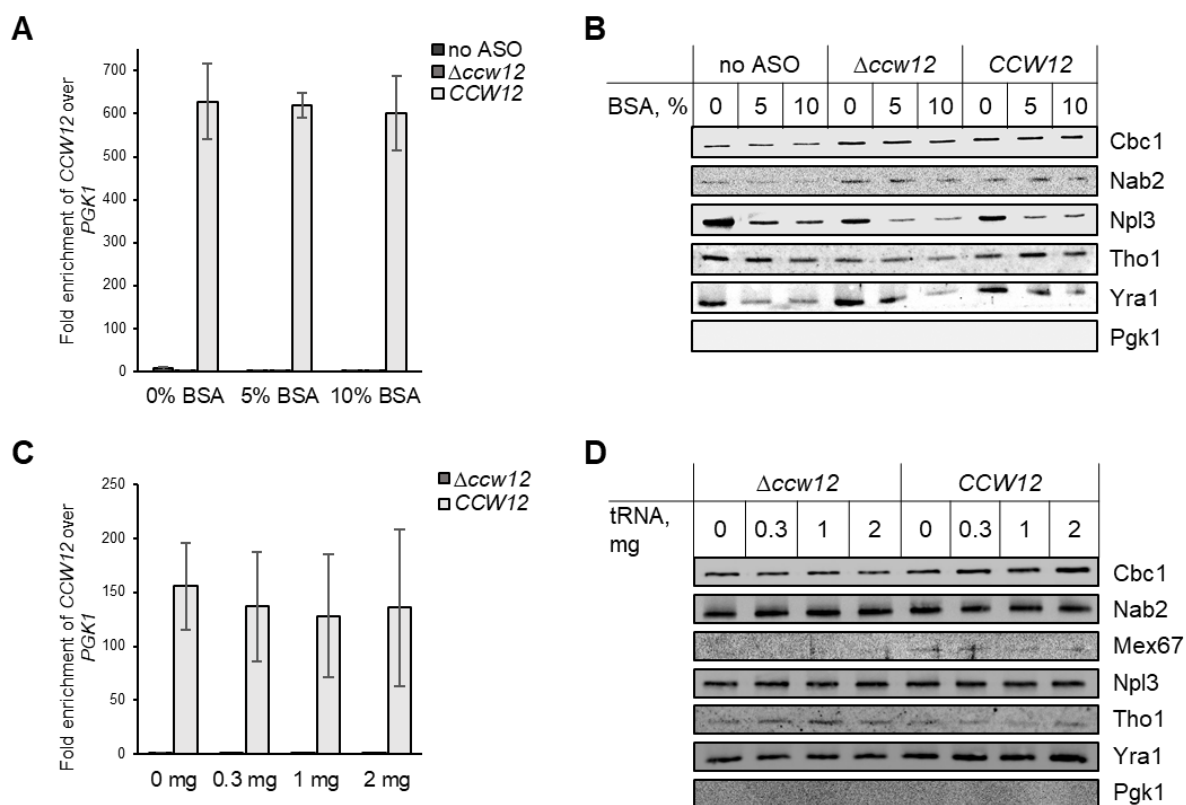 A
no ASO
Δccw12
CCW12
Fold enrichment of CCW12 over
PGK1
700
600
500
400
300
200
100
0
0% BSA 5% BSA 10% BSA
B
no ASO Δccw12 CCW12
BSA, % 0 5 10 0 5 10 0 5 10
Cbc1
Nab2
Npl3
Tho1
Yra1
Pgk1
C
Δccw12
CCW12
Fold enrichment of CCW12 over
PGK1
250
200
150
100
50
0
0 mg 0.3 mg 1 mg 2 mg
D
Δccw12 CCW12
tRNA,
mg
0 0.3 1 2 0 0.3 1 2
Cbc1
Nab2
Mex67
Npl3
Tho1
Yra1
Pgk1